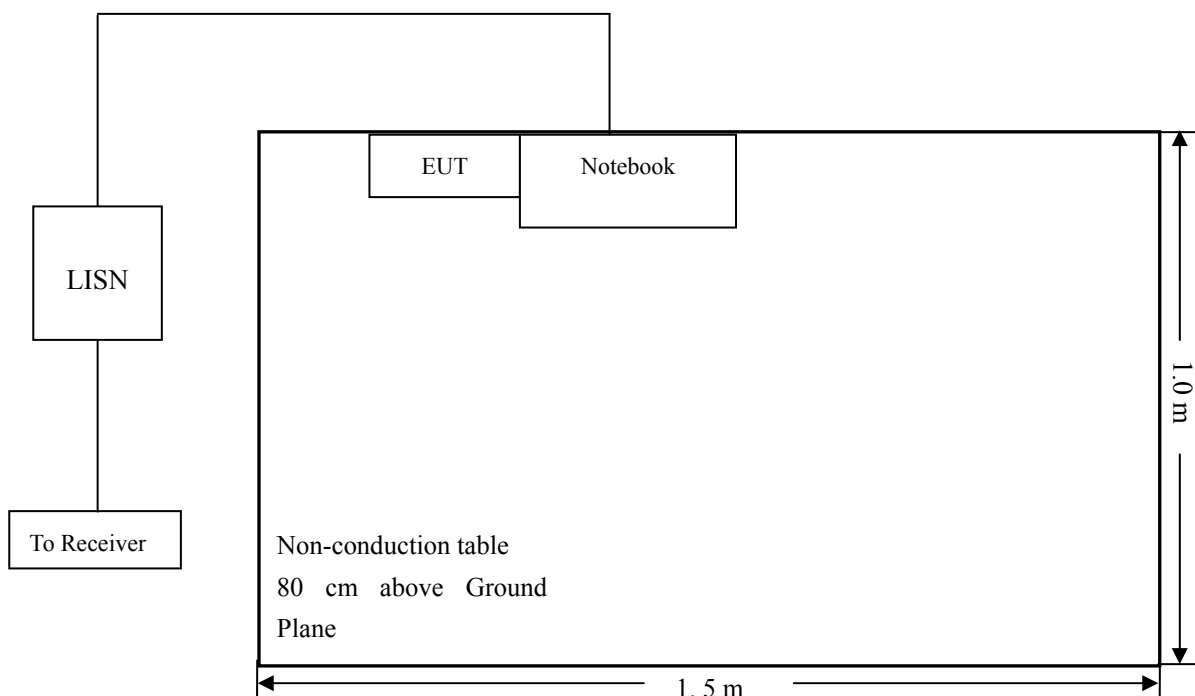 EUT
Notebook
LISN
1.0 m
To Receiver
Non-conduction table
80 cm above Ground
Plane
1. 5 m